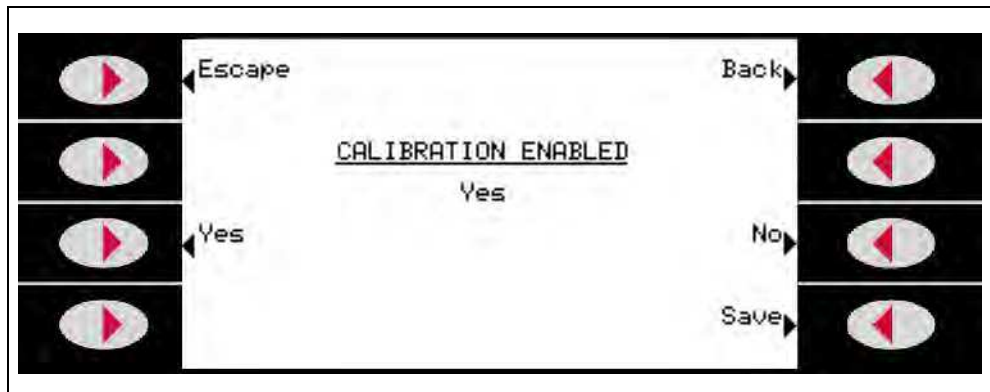 Escape
Back
CALIBRATION ENABLED
Yes
Yes
No
Save